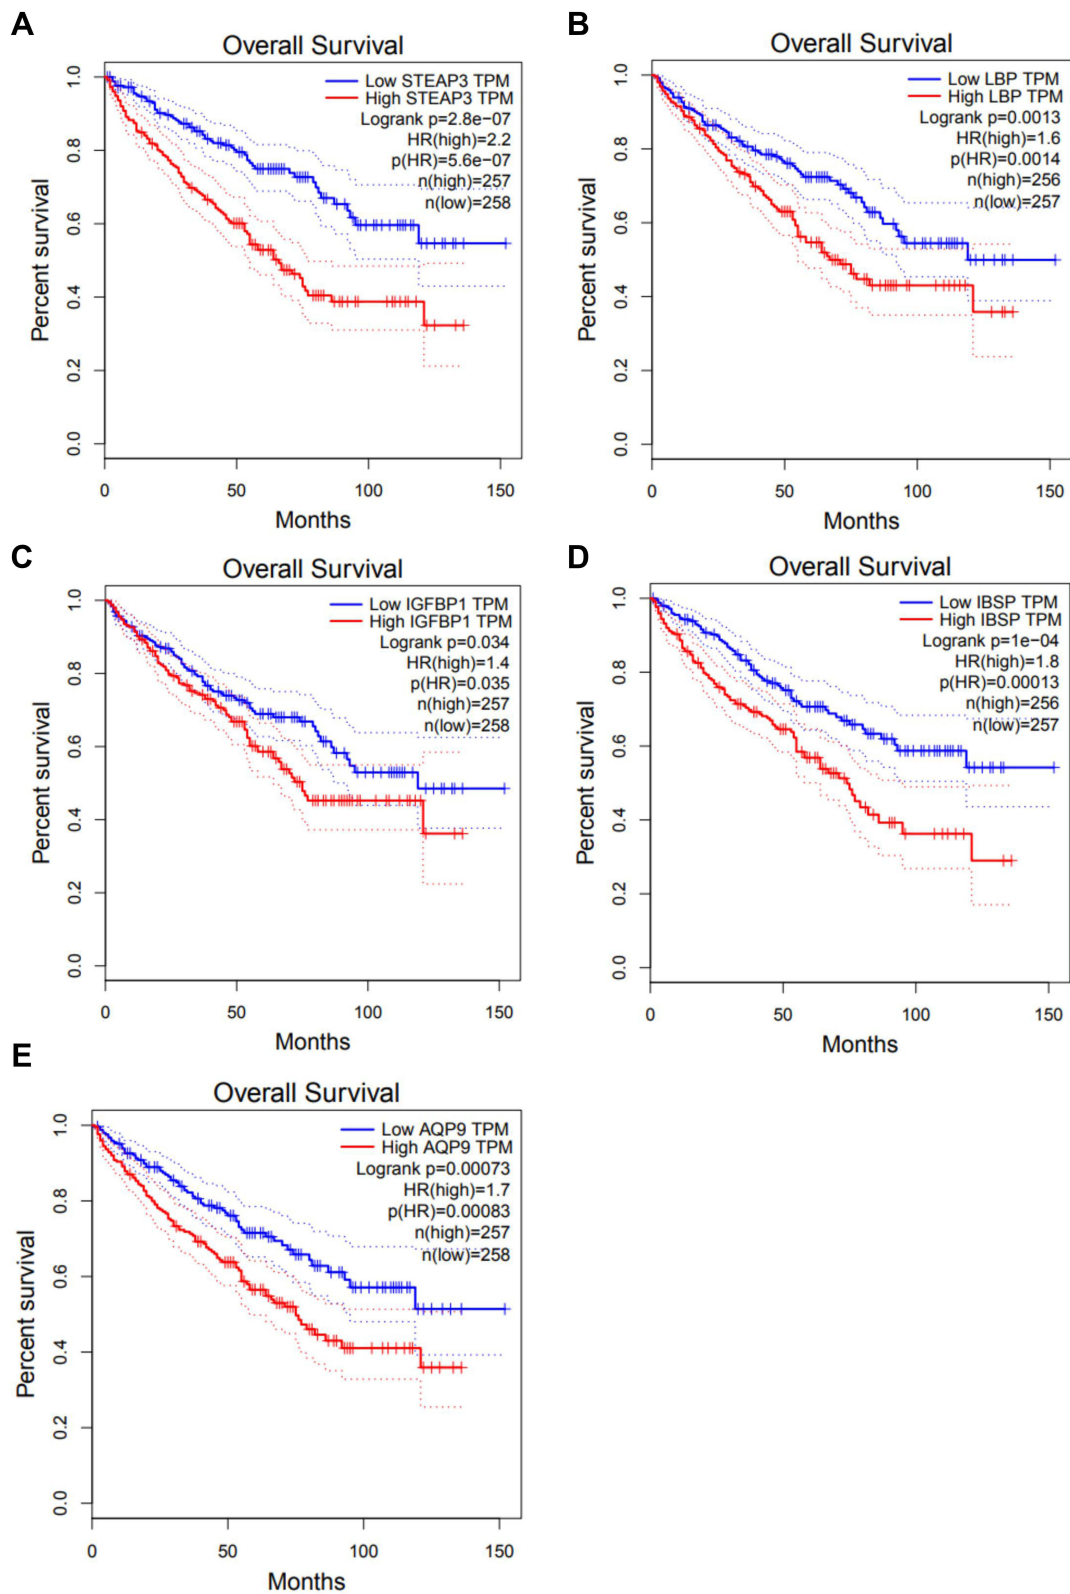 A
Overall Survival
Low STEAP3 TPM
High STEAP3 TPM
Logrank p=2.8e-07
HR(high)=2.2
p(HR)=5.6e-07
n(high)=257
n(low)=258
Percent survival
0.0 0.2 0.4 0.6 0.8 1.0
0 50 100 150
Months
B
Overall Survival
Low LBP TPM
High LBP TPM
Logrank p=0.0013
HR(high)=1.6
p(HR)=0.0014
n(high)=256
n(low)=257
Percent survival
0.0 0.2 0.4 0.6 0.8 1.0
0 50 100 150
Months
C
Overall Survival
Low IGFBP1 TPM
High IGFBP1 TPM
Logrank p=0.034
HR(high)=1.4
p(HR)=0.035
n(high)=257
n(low)=258
Percent survival
0.0 0.2 0.4 0.6 0.8 1.0
0 50 100 150
Months
D
Overall Survival
Low IBSP TPM
High IBSP TPM
Logrank p=1e-04
HR(high)=1.8
p(HR)=0.00013
n(high)=256
n(low)=257
Percent survival
0.0 0.2 0.4 0.6 0.8 1.0
0 50 100 150
Months
E
Overall Survival
Low AQP9 TPM
High AQP9 TPM
Logrank p=0.00073
HR(high)=1.7
p(HR)=0.00083
n(high)=257
n(low)=258
Percent survival
0.0 0.2 0.4 0.6 0.8 1.0
0 50 100 150
Months